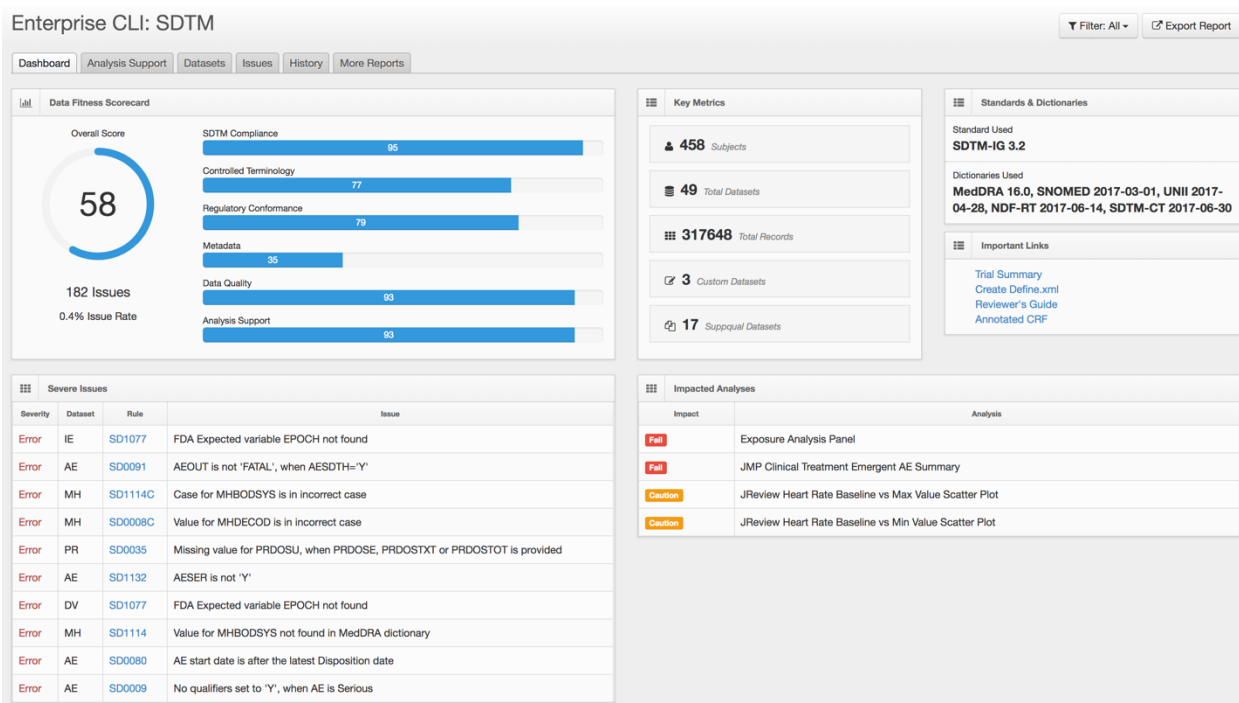 Enterprise CLI: SDTM
Filter: All
Export Report
Dashboard
Analysis Support
Datasets
Issues
History
More Reports
Data Fitness Scorecard
Overall Score
58
182 Issues
0.4% Issue Rate
SDTM Compliance
95
Controlled Terminology
77
Regulatory Conformance
79
Metadata
35
Data Quality
93
Analysis Support
93
Key Metrics
458 Subjects
49 Total Datasets
317648 Total Records
3 Custom Datasets
17 Suppqual Datasets
Standards & Dictionaries
Standard Used
SDTM-IG 3.2
Dictionaries Used
MedDRA 16.0, SNOMED 2017-03-01, UNII 2017-
04-28, NDF-RT 2017-06-14, SDTM-CT 2017-06-30
Important Links
Trial Summary
Create Define.xml
Reviewer's Guide
Annotated CRF
Severe Issues
Severity Dataset Rule Issue
Error IE SD1077 FDA Expected variable EPOCH not found
Error AE SD0091 AEOUT is not 'FATAL', when AESDTH='Y'
Error MH SD1114C Case for MHBODSYS is in incorrect case
Error MH SD0008C Value for MHDECOD is in incorrect case
Error PR SD0035 Missing value for PRDOSU, when PRDOSE, PRDOSTXT or PRDOSTOT is provided
Error AE SD1132 AESER is not 'Y'
Error DV SD1077 FDA Expected variable EPOCH not found
Error MH SD1114 Value for MHBODSYS not found in MedDRA dictionary
Error AE SD0080 AE start date is after the latest Disposition date
Error AE SD0009 No qualifiers set to 'Y', when AE is Serious
Impacted Analyses
Impact Analysis
Fail Exposure Analysis Panel
Fail JMP Clinical Treatment Emergent AE Summary
Caution JReview Heart Rate Baseline vs Max Value Scatter Plot
Caution JReview Heart Rate Baseline vs Min Value Scatter Plot